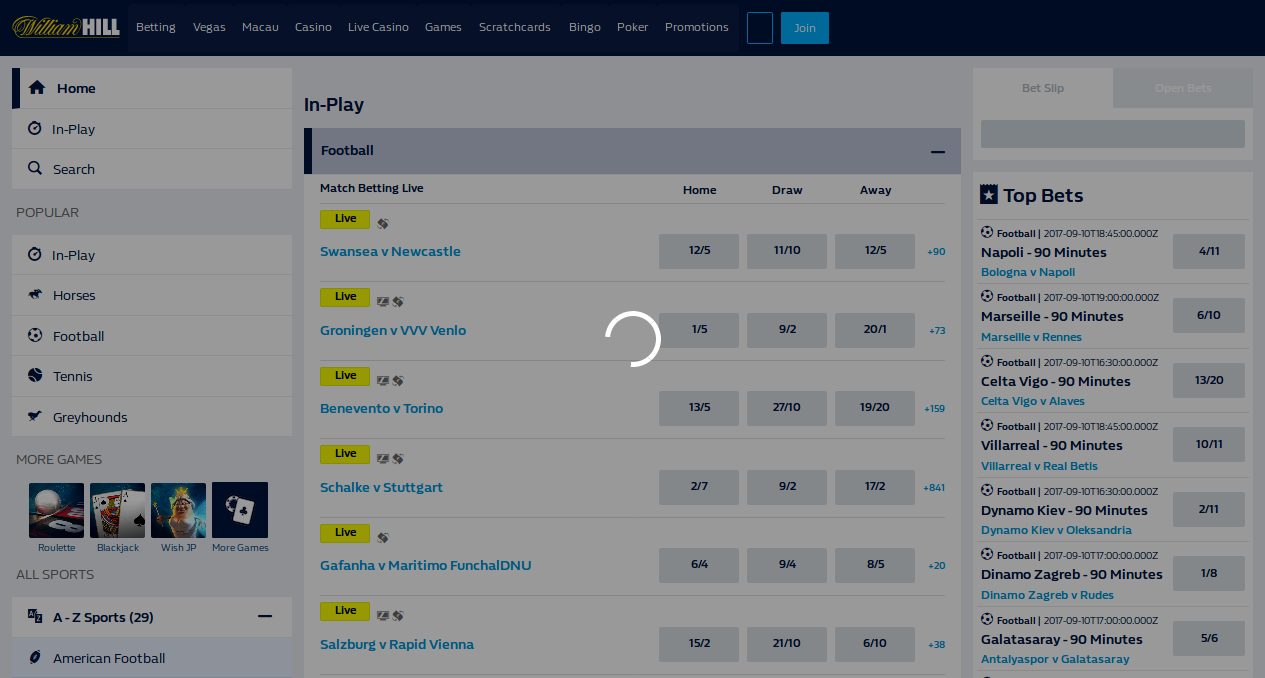 William HILL
Betting Vegas Macau Casino Live Casino Games Scratchcards Bingo Poker Promotions Join
Home
In-Play
Search
POPULAR
In-Play
Horses
Football
Tennis
Greyhounds
MORE GAMES
Roulette Blackjack Wish JP More Games
ALL SPORTS
A - Z Sports (29)
American Football
In-Play
Football
Match Betting Live Home Draw Away
Live
Swansea v Newcastle 12/5 11/10 12/5 +90
Live
Groningen v VVV Venlo 1/5 9/2 20/1 +73
Live
Benevento v Torino 13/5 27/10 19/20 +159
Live
Schalke v Stuttgart 2/7 9/2 17/2 +841
Live
Gafanha v Maritimo FunchalDNU 6/4 9/4 8/5 +20
Live
Salzburg v Rapid Vienna 15/2 21/10 6/10 +38
Bet Slip Open Bets
Top Bets
Football | 2017-09-10T18:45:00.000Z
Napoli - 90 Minutes 4/11
Bologna v Napoli
Football | 2017-09-10T19:00:00.000Z
Marseille - 90 Minutes 6/10
Marseille v Rennes
Football | 2017-09-10T16:30:00.000Z
Celta Vigo - 90 Minutes 13/20
Celta Vigo v Alaves
Football | 2017-09-10T18:45:00.000Z
Villarreal - 90 Minutes 10/11
Villarreal v Real Betis
Football | 2017-09-10T16:30:00.000Z
Dynamo Kiev - 90 Minutes 2/11
Dynamo Kiev v Oleksandria
Football | 2017-09-10T17:00:00.000Z
Dinamo Zagreb - 90 Minutes 1/8
Dinamo Zagreb v Rudes
Football | 2017-09-10T17:00:00.000Z
Galatasaray - 90 Minutes 5/6
Antalyaspor v Galatasaray